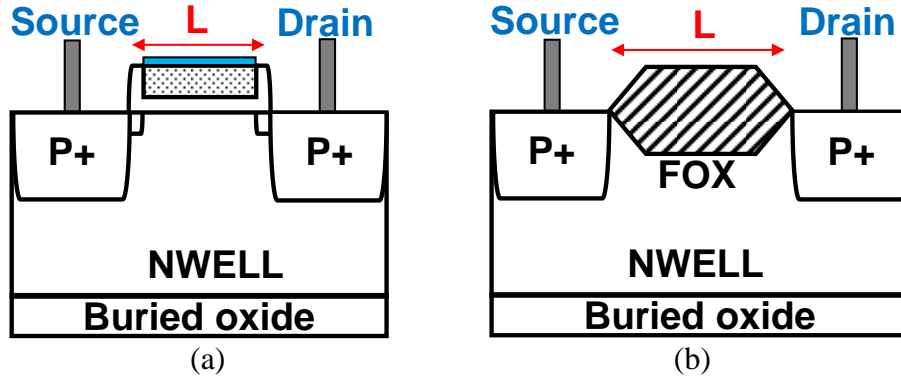 Source L Drain
P+ P+
NWELL
Buried oxide
(a)
Source L Drain
P+ P+
FOX
NWELL
Buried oxide
(b)